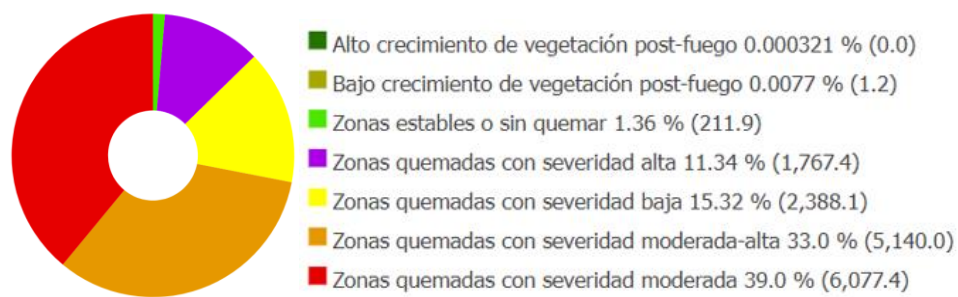 Alto crecimiento de vegetación post-fuego 0.000321 % (0.0)
Bajo crecimiento de vegetación post-fuego 0.0077 % (1.2)
Zonas estables o sin quemar 1.36 % (211.9)
Zonas quemadas con severidad alta 11.34 % (1,767.4)
Zonas quemadas con severidad baja 15.32 % (2,388.1)
Zonas quemadas con severidad moderada-alta 33.0 % (5,140.0)
Zonas quemadas con severidad moderada 39.0 % (6,077.4)